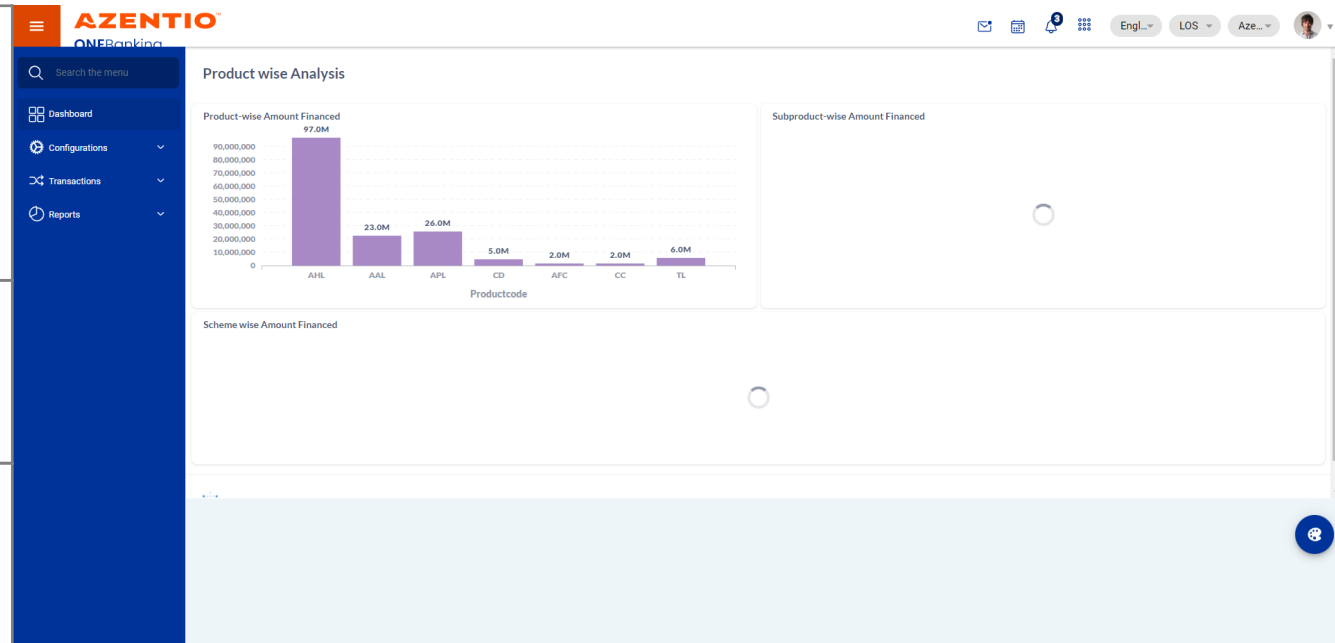 AZENTIO™
ONEBanking
3
Engl...
LOS
Aze...
Search the menu
Dashboard
Configurations
Transactions
Reports
Product wise Analysis
Product-wise Amount Financed
97.0M
90,000,000
80,000,000
70,000,000
60,000,000
50,000,000
40,000,000
30,000,000
20,000,000
10,000,000
0
23.0M
26.0M
5.0M
2.0M
2.0M
6.0M
AHL AAL APL CD AFC CC TL
Productcode
Subproduct-wise Amount Financed
Scheme wise Amount Financed